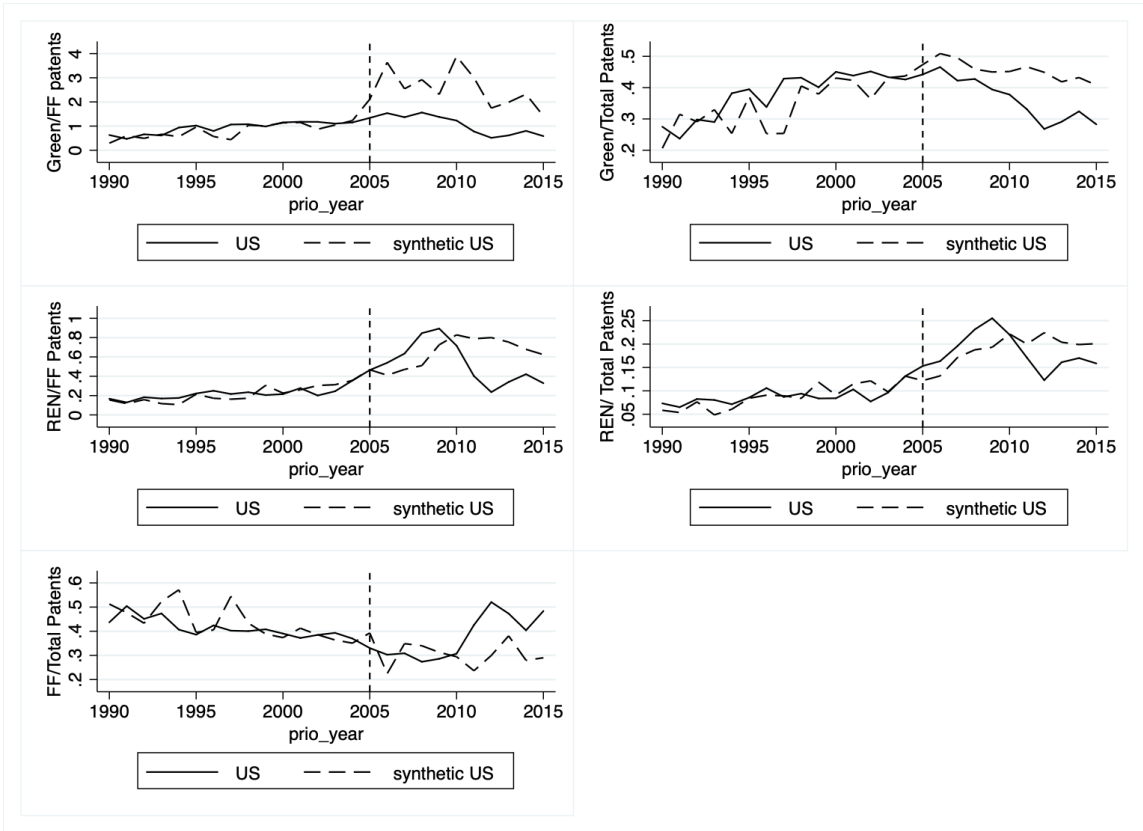 Green/FF patents
0 1 2 3 4
1990 1995 2000 2005 2010 2015
prio_year
US synthetic US
Green/Total Patents
.2 .3 .4 .5
1990 1995 2000 2005 2010 2015
prio_year
US synthetic US
REN/FF Patents
0 .2 .4 .6 .8 1
1990 1995 2000 2005 2010 2015
prio_year
US synthetic US
REN/ Total Patents
.05 .1 .15 .2 .25
1990 1995 2000 2005 2010 2015
prio_year
US synthetic US
FF/Total Patents
.2 .3 .4 .5 .6
1990 1995 2000 2005 2010 2015
prio_year
US synthetic US